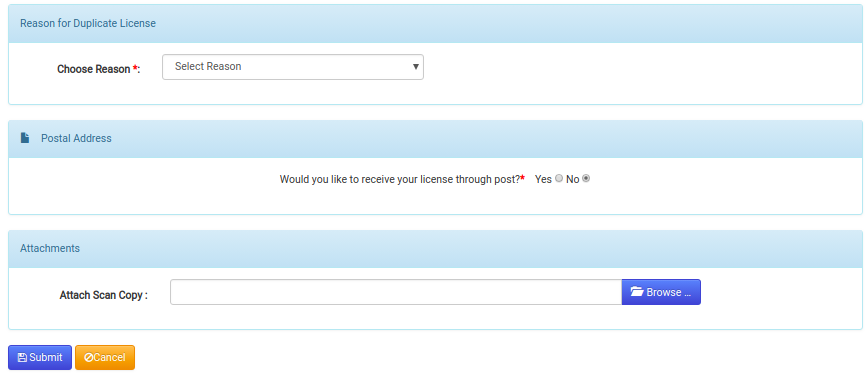 Reason for Duplicate License
Choose Reason *:
Select Reason
Postal Address
Would you like to receive your license through post?* Yes No
Attachments
Attach Scan Copy :
Browse ...
Submit Cancel